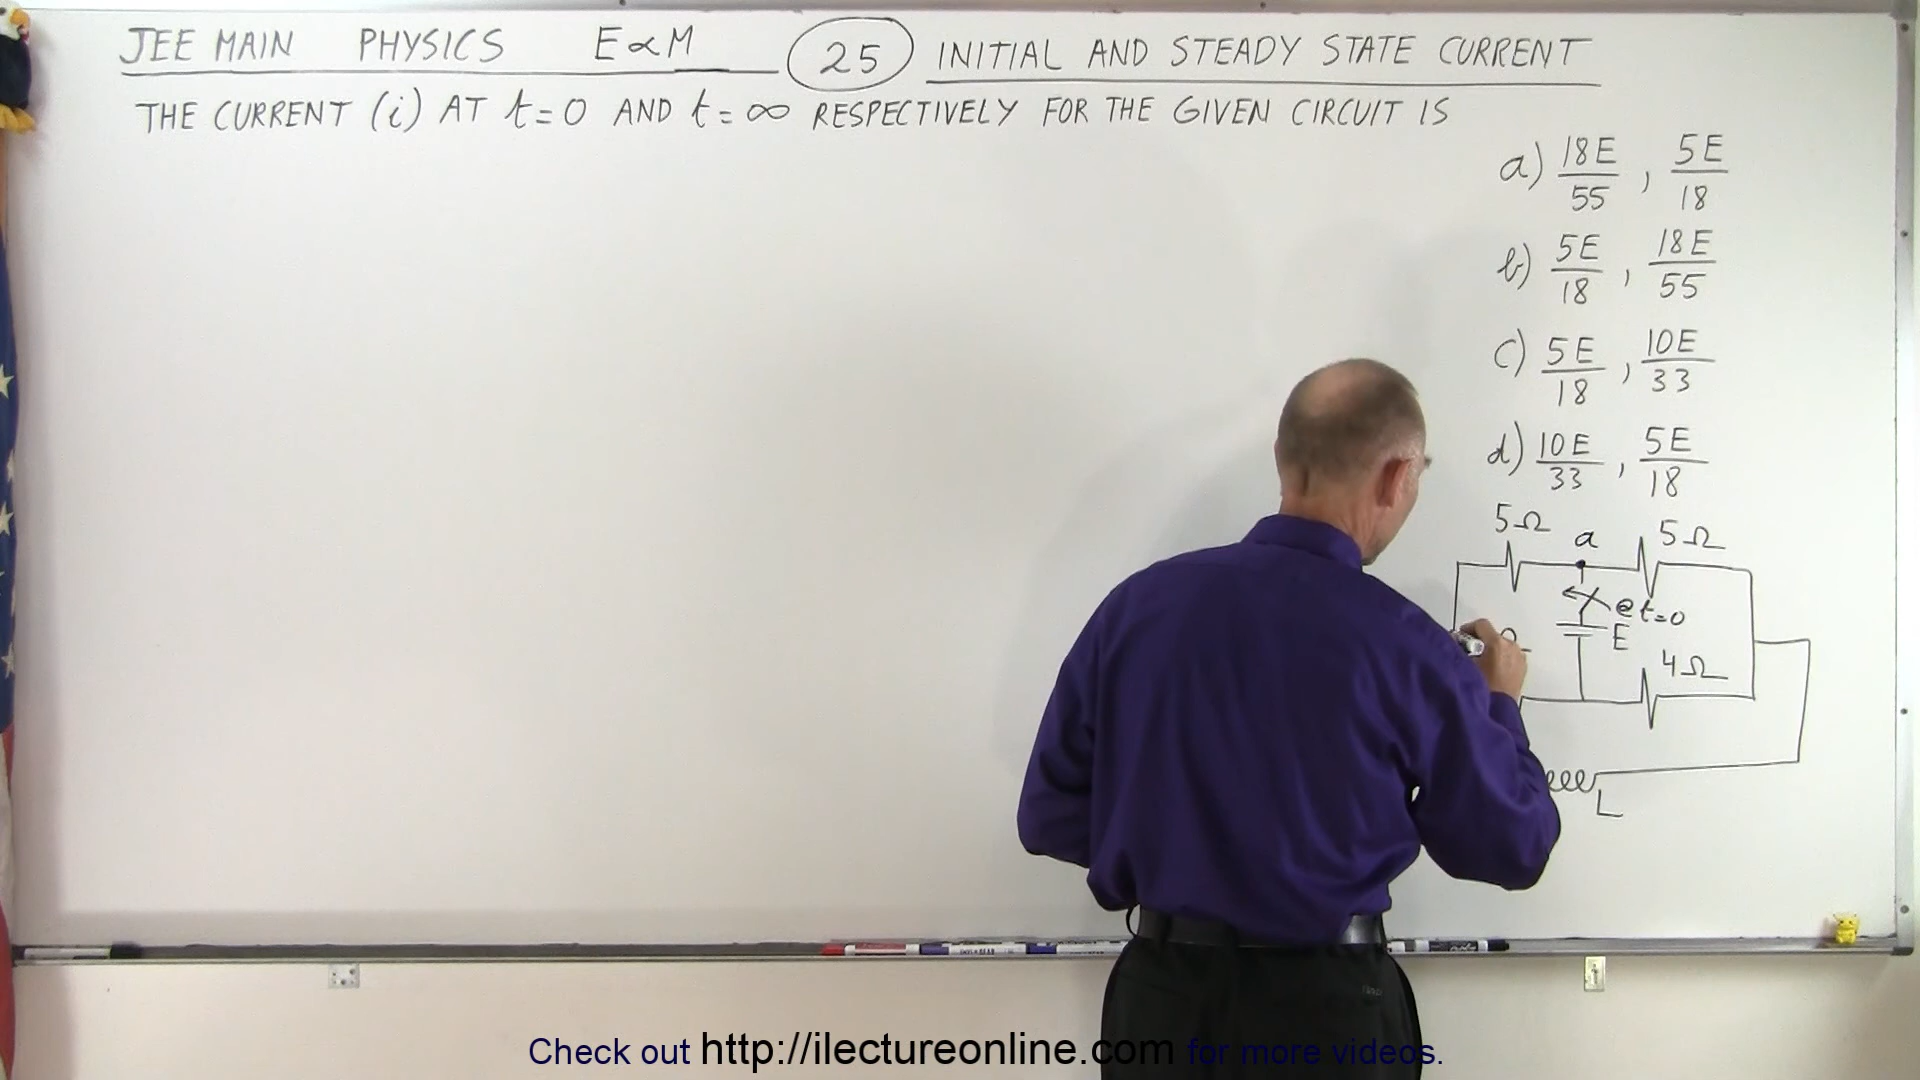 JEE MAIN PHYSICS E∝M 25 INITIAL AND STEADY STATE CURRENT
THE CURRENT (i) AT t=0 AND t=∞ RESPECTIVELY FOR THE GIVEN CIRCUIT IS
a) 18E/55 , 5E/18
b) 5E/18 , 18E/55
c) 5E/18 , 10E/33
d) 10E/33 , 5E/18
5Ω a 5Ω
@t=0
E
4Ω
L
Check out http://ilectureonline.com for more videos.